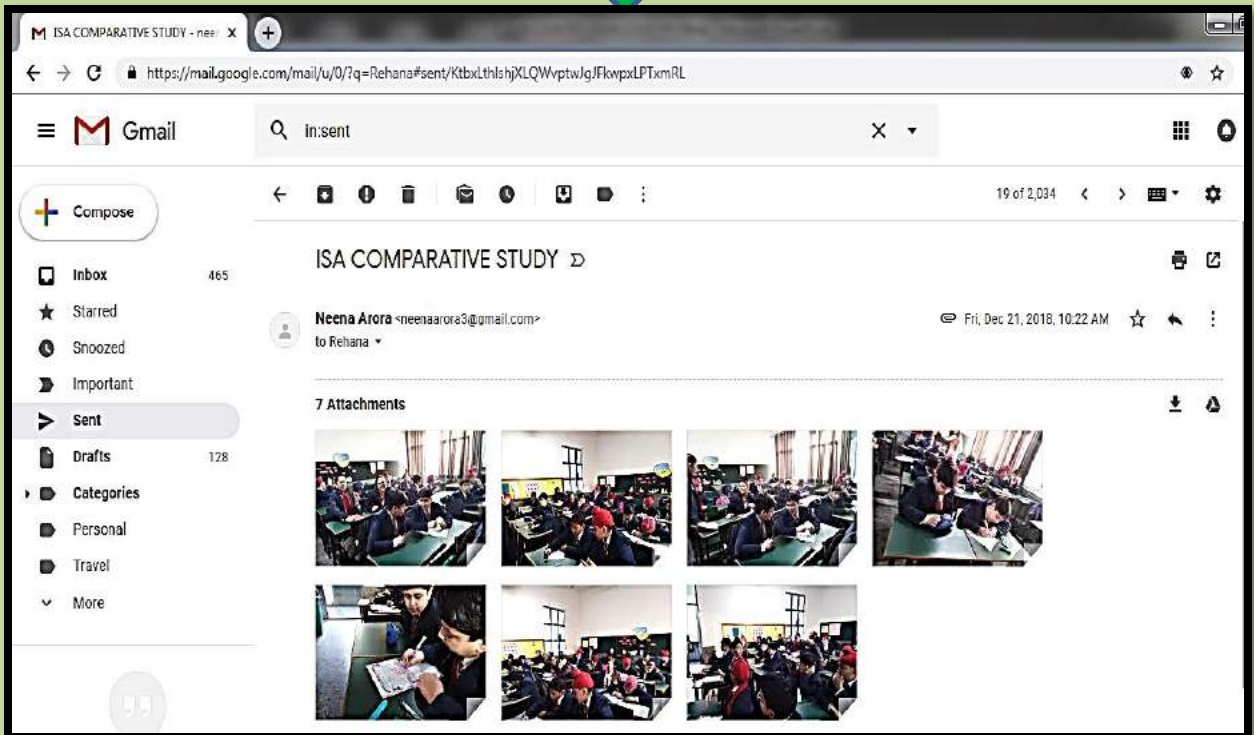 ISA COMPARATIVE STUDY - neer X
https://mail.google.com/mail/u/0/?q=Rehana#sent/KtbxLthlshjXLQWvptwJgJFkwpxLPTxmRL
Gmail
in:sent
Compose
19 of 2,034
ISA COMPARATIVE STUDY
Inbox 465
Starred
Snoozed
Important
Sent
Drafts 128
Categories
Personal
Travel
More
Neena Arora <neenaarora3@gmail.com>
Fri, Dec 21, 2018, 10:22 AM
to Rehana
7 Attachments